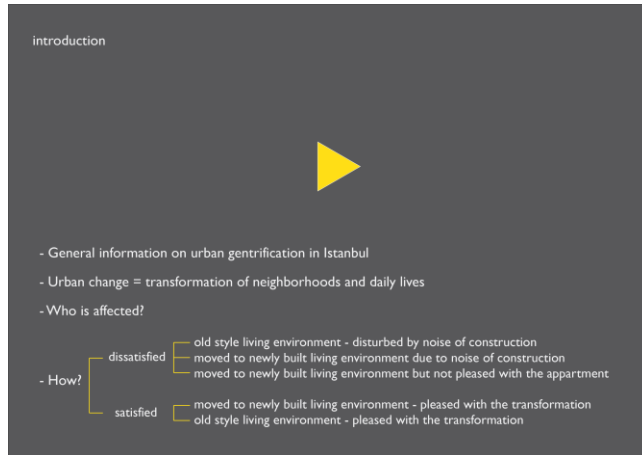 introduction
- General information on urban gentrification in Istanbul
- Urban change = transformation of neighborhoods and daily lives
- Who is affected?
- How?
dissatisfied
old style living environment - disturbed by noise of construction
moved to newly built living environment due to noise of construction
moved to newly built living environment but not pleased with the appartment
satisfied
moved to newly built living environment - pleased with the transformation
old style living environment - pleased with the transformation